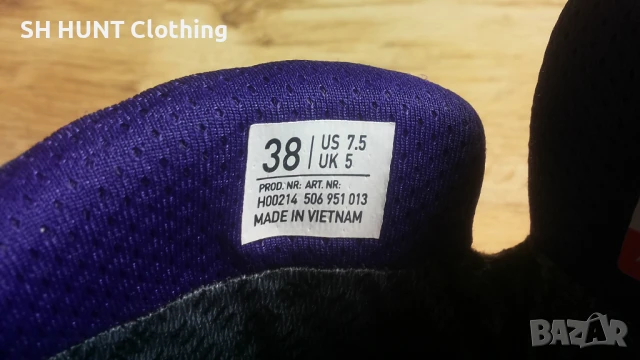 SH HUNT Clothing
38 | US 7.5
UK 5
PROD. NR: ART. NR:
H00214 506 951 013
MADE IN VIETNAM
BAZAR